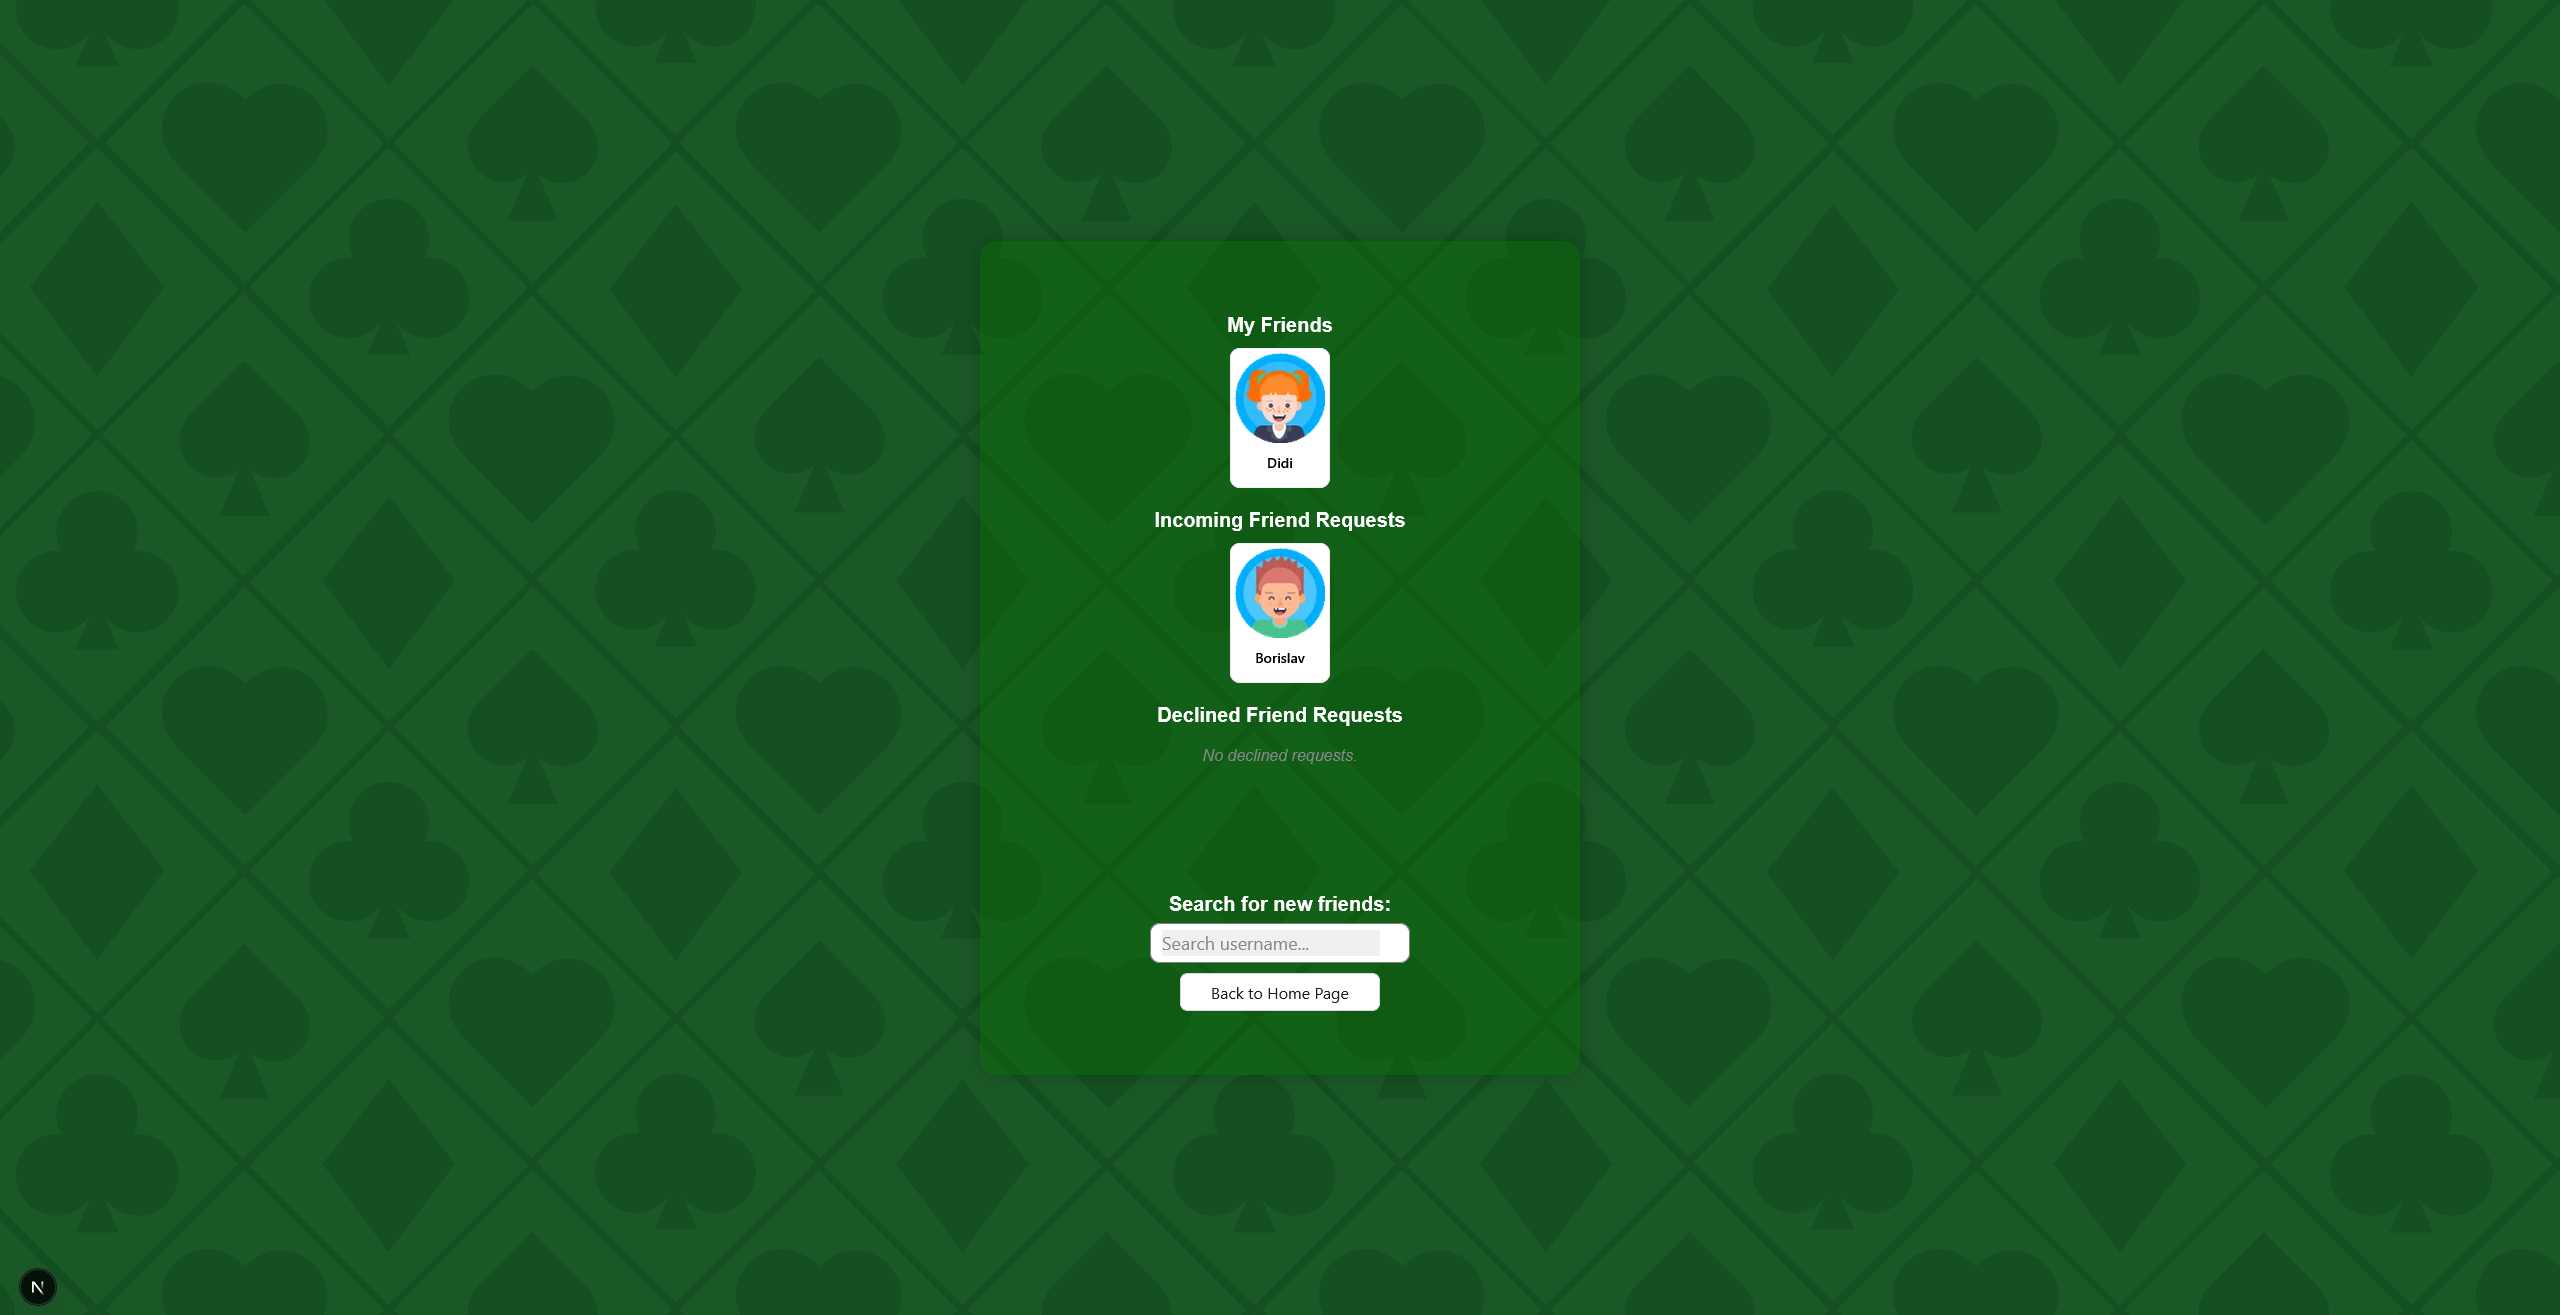 My Friends
Didi
Incoming Friend Requests
Borislav
Declined Friend Requests
No declined requests.
Search for new friends:
Search username...
Back to Home Page
N